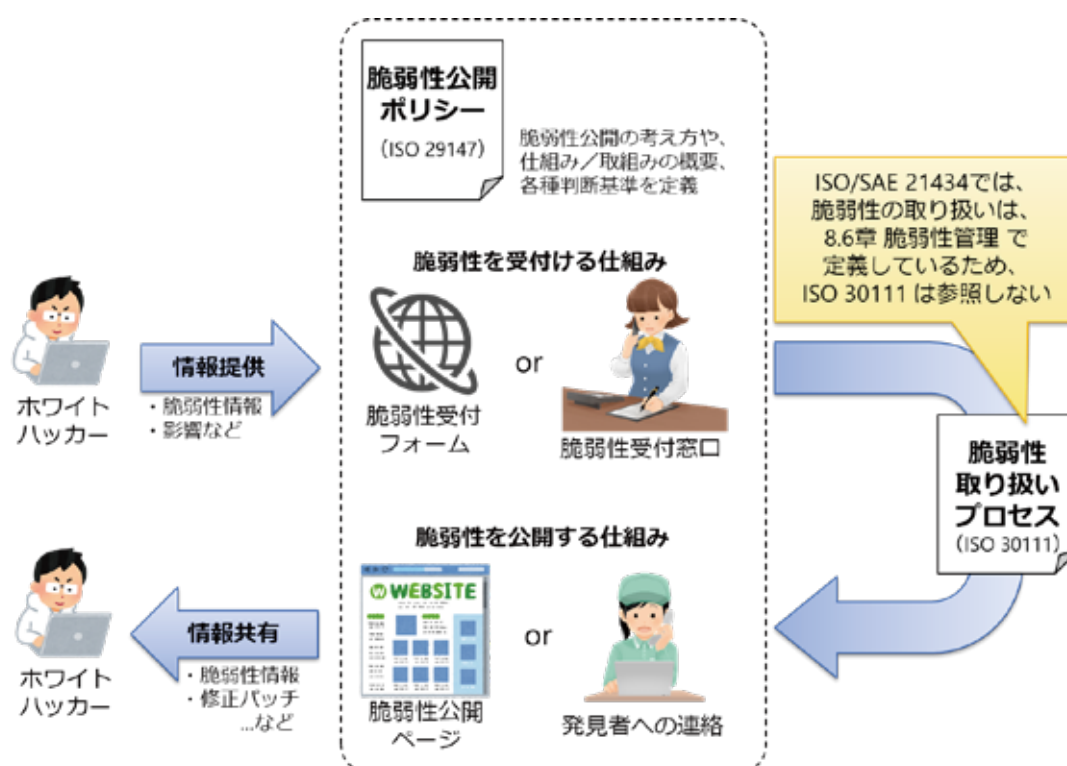 脆弱性公開
ポリシー
（ISO 29147）
脆弱性公開の考え方や、
仕組み／取組みの概要、
各種判断基準を定義
ISO/SAE 21434では、
脆弱性の取り扱いは、
8.6章 脆弱性管理 で
定義しているため、
ISO 30111 は参照しない
脆弱性を受付ける仕組み
情報提供
・脆弱性情報
・影響など
ホワイト
ハッカー
or
脆弱性受付
フォーム
脆弱性受付窓口
脆弱性
取り扱い
プロセス
（ISO 30111）
脆弱性を公開する仕組み
WEBSITE
or
情報共有
・脆弱性情報
・修正パッチ
...など
ホワイト
ハッカー
脆弱性公開
ページ
発見者への連絡